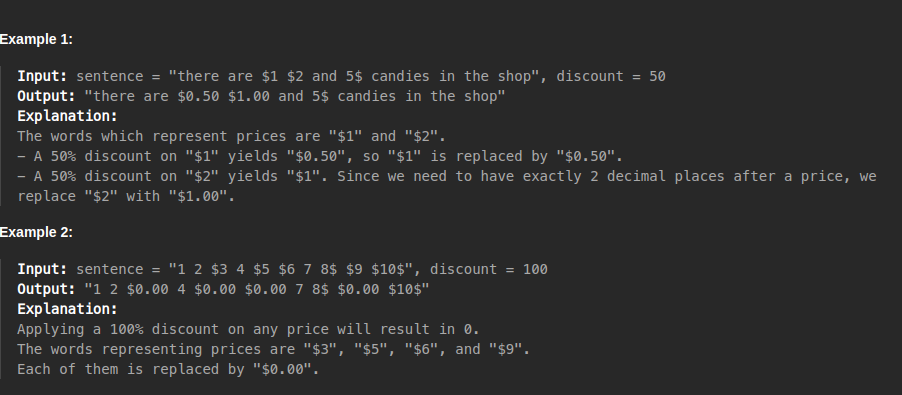 Example 1:
Input: sentence = "there are $1 $2 and 5$ candies in the shop", discount = 50
Output: "there are $0.50 $1.00 and 5$ candies in the shop"
Explanation:
The words which represent prices are "$1" and "$2".
– A 50% discount on "$1" yields "$0.50", so "$1" is replaced by "$0.50".
– A 50% discount on "$2" yields "$1". Since we need to have exactly 2 decimal places after a price, we
replace "$2" with "$1.00".
Example 2:
Input: sentence = "1 2 $3 4 $5 $6 7 8$ $9 $10$", discount = 100
Output: "1 2 $0.00 4 $0.00 $0.00 7 8$ $0.00 $10$"
Explanation:
Applying a 100% discount on any price will result in 0.
The words representing prices are "$3", "$5", "$6", and "$9".
Each of them is replaced by "$0.00".